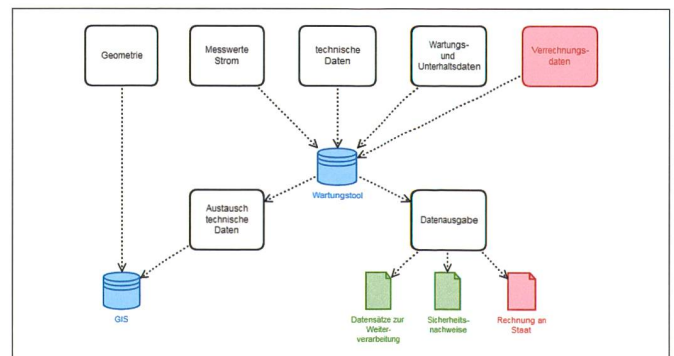 Geometrie
Messwerte
Strom
technische
Daten
Wartungs-
und
Unterhaltsdaten
Verrechnungs-
daten
Wartungstool
Austausch
technische
Daten
Datenausgabe
GIS
Datensätze zur
Weiter-
verarbeitung
Sicherheits-
nachweise
Rechnung an
Staat